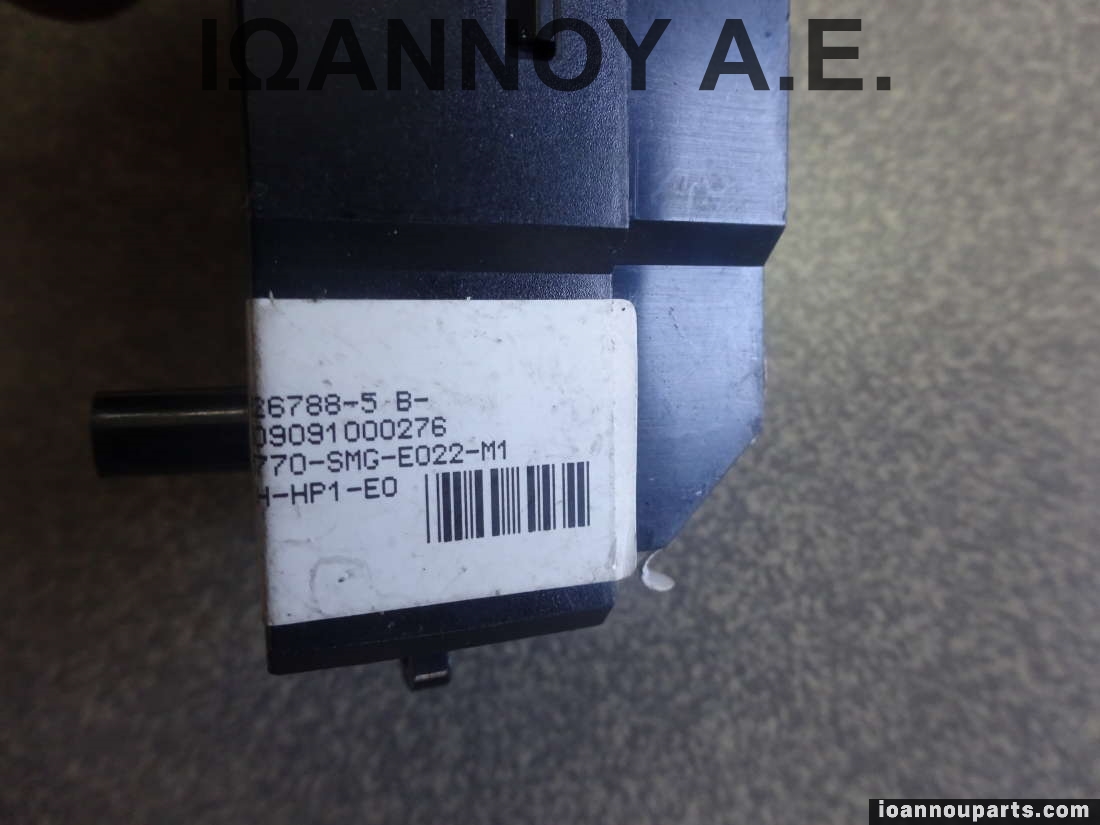 ΙΩΑΝΝΟΥ Α.Ε.
26788-5 B-
09091000276
770-SMG-E022-M1
H-HP1-E0
ioannouparts.com